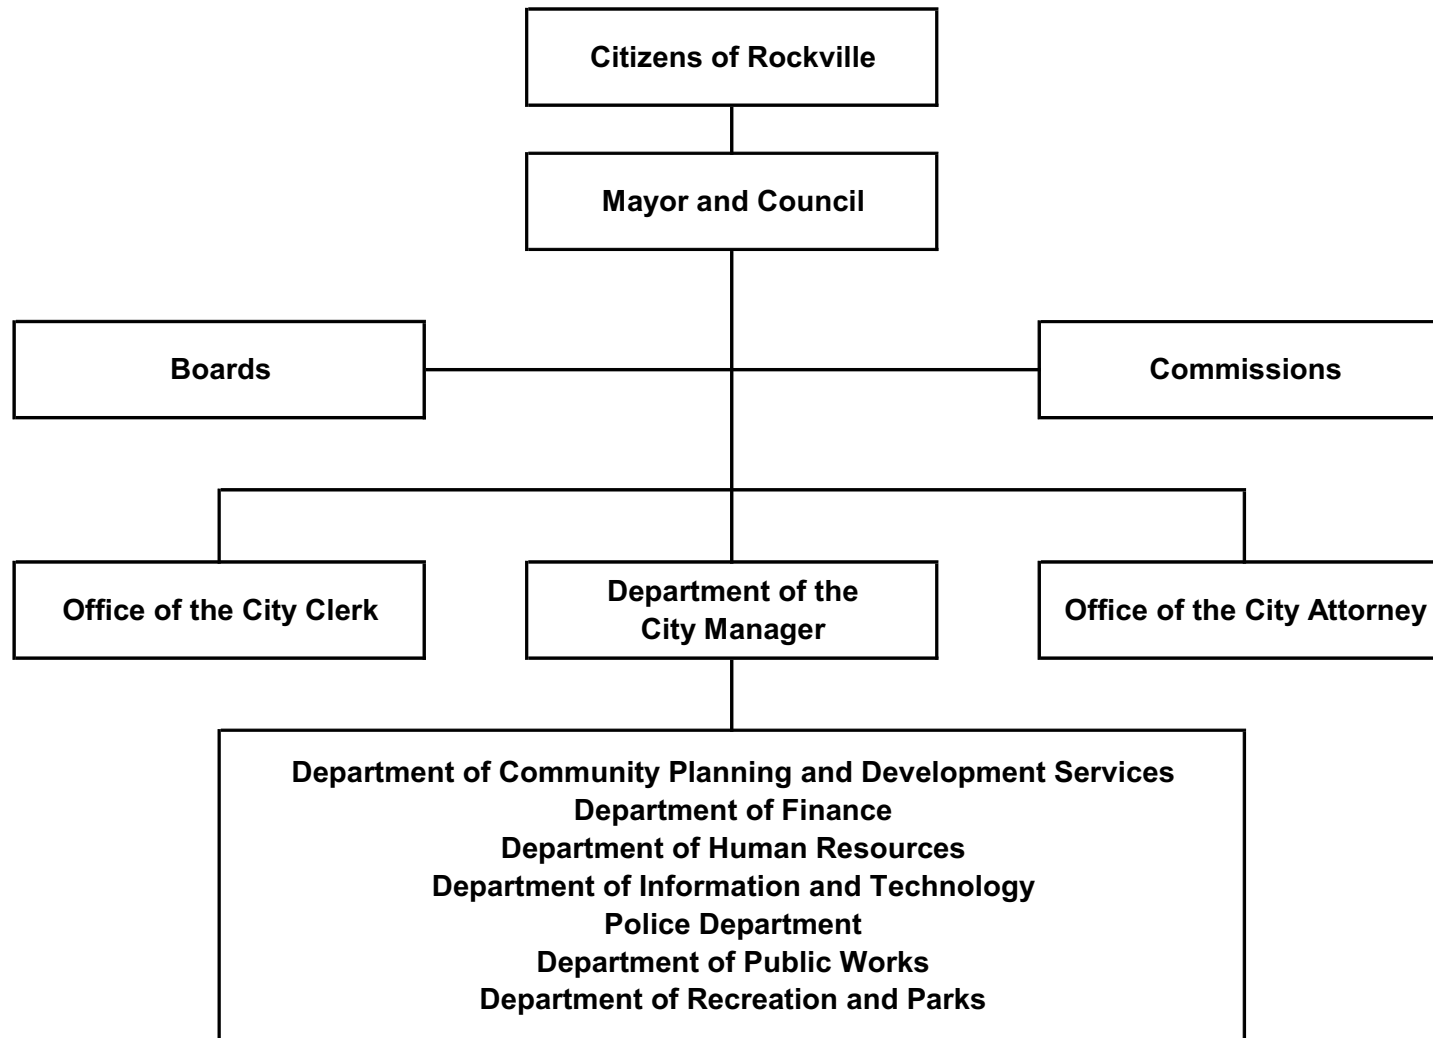 Citizens of Rockville
Mayor and Council
Boards
Commissions
Office of the City Clerk
Department of the
City Manager
Office of the City Attorney
Department of Community Planning and Development Services
Department of Finance
Department of Human Resources
Department of Information and Technology
Police Department
Department of Public Works
Department of Recreation and Parks